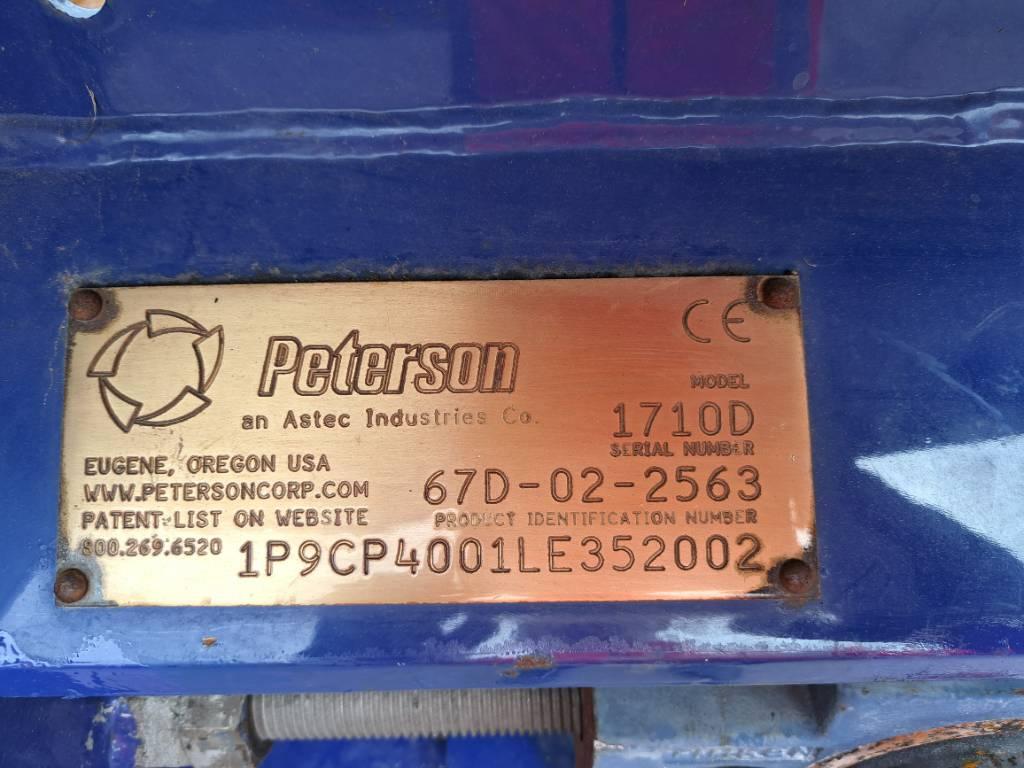 CE
Peterson
an Astec Industries Co.
MODEL
1710D
SERIAL NUMBER
67D-02-2563
EUGENE, OREGON USA
WWW.PETERSONCORP.COM
PATENT LIST ON WEBSITE
800.269.6520
PRODUCT IDENTIFICATION NUMBER
1P9CP4001LE352002